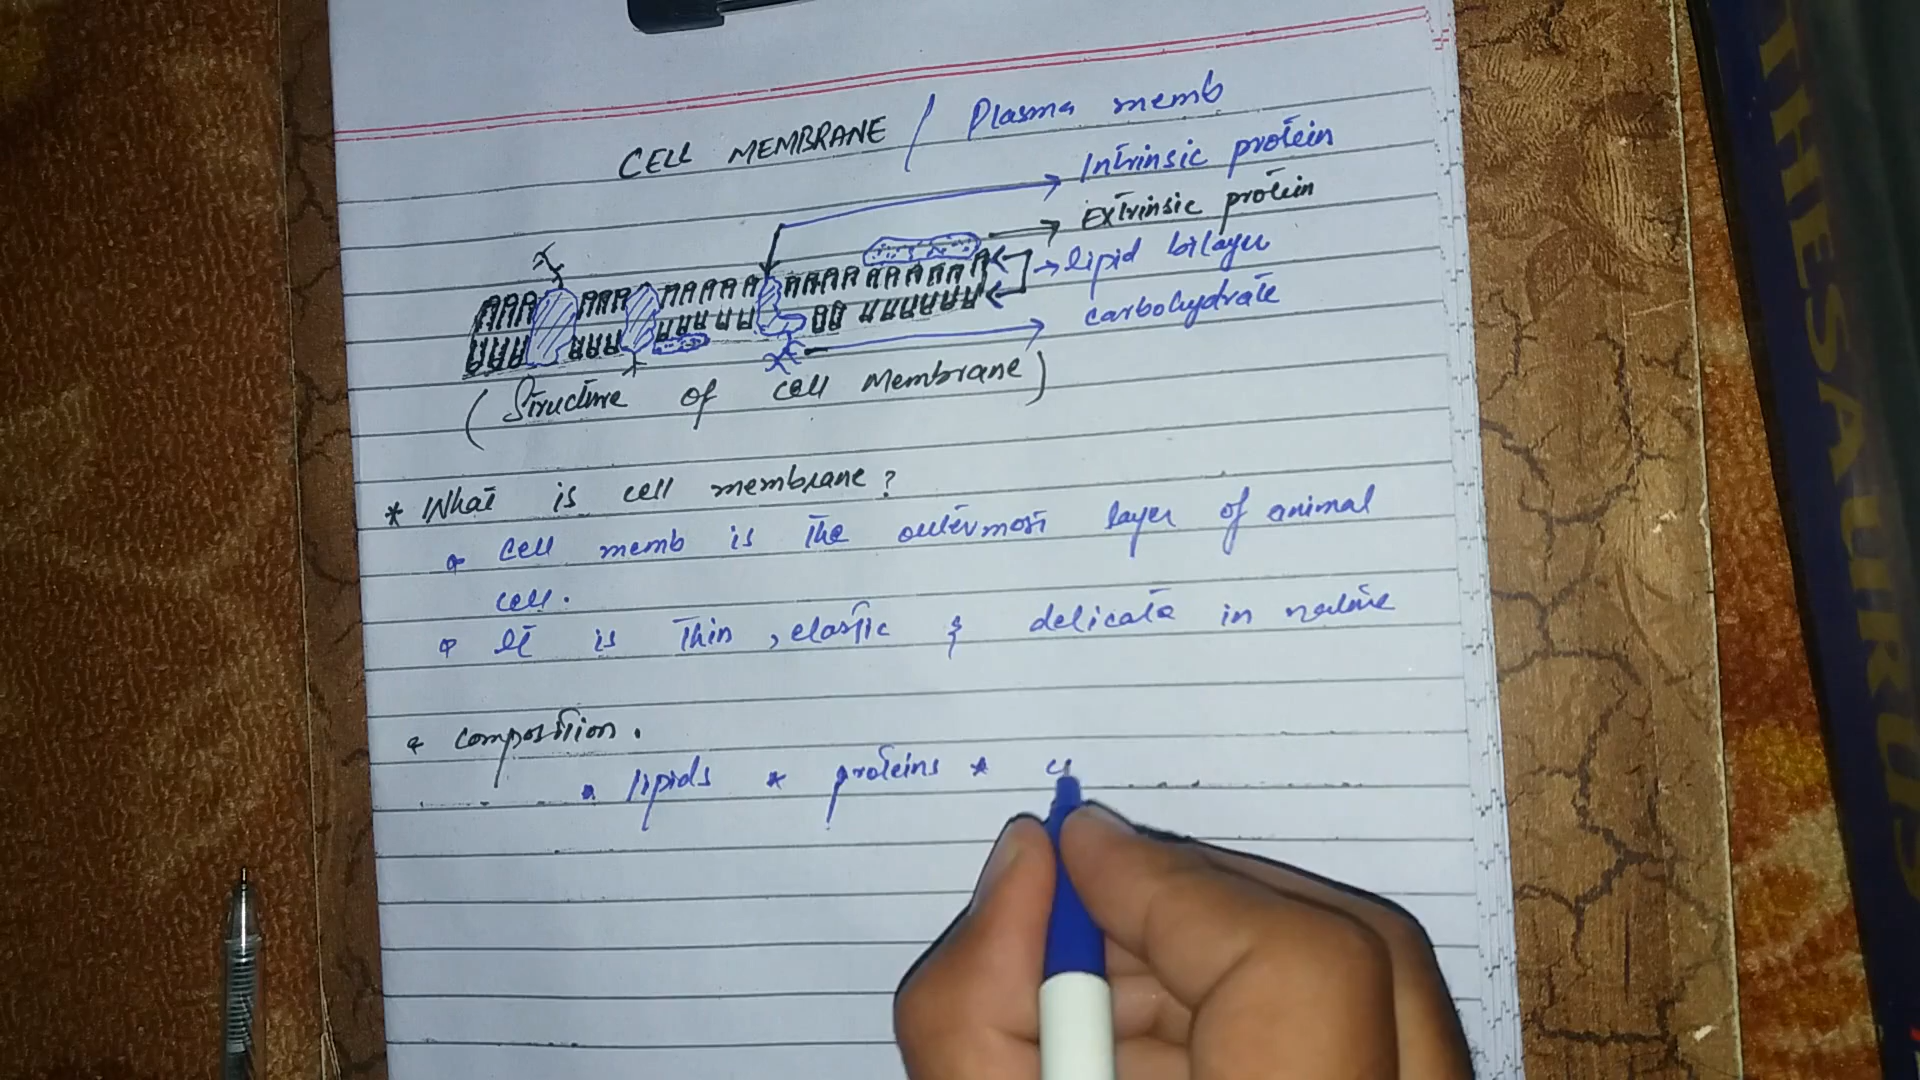 CELL MEMBRANE / Plasma memb
Intrinsic protein
Extrinsic protein
lipid bilayer
carbohydrate
(Structure of cell Membrane)
* What is cell membrane?
cell memb is the outermost layer of animal
cell.
It is Thin, elastic & delicate in nature
composition.
lipids * proteins *
THESAURUS